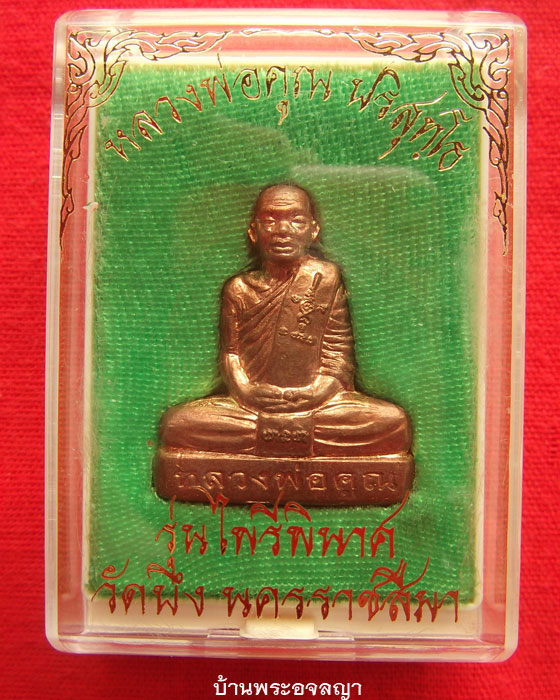 หลวงพ่อคูณ ปริสุทฺโธ
หลวงพ่อคูณ
รุ่นไพรีพินาศ
วัดพึง นครราชสีมา
บ้านพระอจลญา